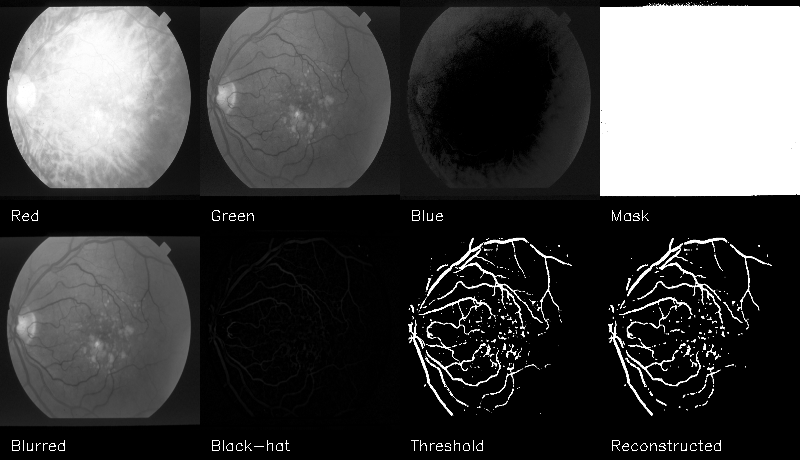 Red
Green
Blue
Mask
Blurred
Black-hat
Threshold
Reconstructed